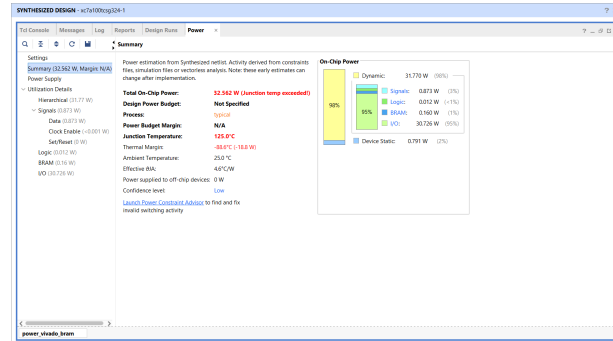 SYNTHESIZED DESIGN - xc7a100tcsg324-1 ?
Tcl Console Messages Log Reports Design Runs Power ×
Summary
Settings
Summary (32.562 W, Margin: N/A)
Power Supply
Utilization Details
Hierarchical (31.77 W)
Signals (0.873 W)
Data (0.873 W)
Clock Enable (<0.001 W)
Set/Reset (0 W)
Logic (0.012 W)
BRAM (0.16 W)
I/O (30.726 W)
Power estimation from Synthesized netlist. Activity derived from constraints
files, simulation files or vectorless analysis. Note: these early estimates can
change after implementation.
Total On-Chip Power: 32.562 W (Junction temp exceeded!)
Design Power Budget: Not Specified
Process: typical
Power Budget Margin: N/A
Junction Temperature: 125.0°C
Thermal Margin: -88.6°C (-18.8 W)
Ambient Temperature: 25.0 °C
Effective θJA: 4.6°C/W
Power supplied to off-chip devices: 0 W
Confidence level: Low
Launch Power Constraint Advisor to find and fix
invalid switching activity
On-Chip Power
Dynamic: 31.770 W (98%)
Signals: 0.873 W (3%)
Logic: 0.012 W (<1%)
BRAM: 0.160 W (1%)
I/O: 30.726 W (95%)
98%
95%
Device Static: 0.791 W (2%)
power_vivado_bram